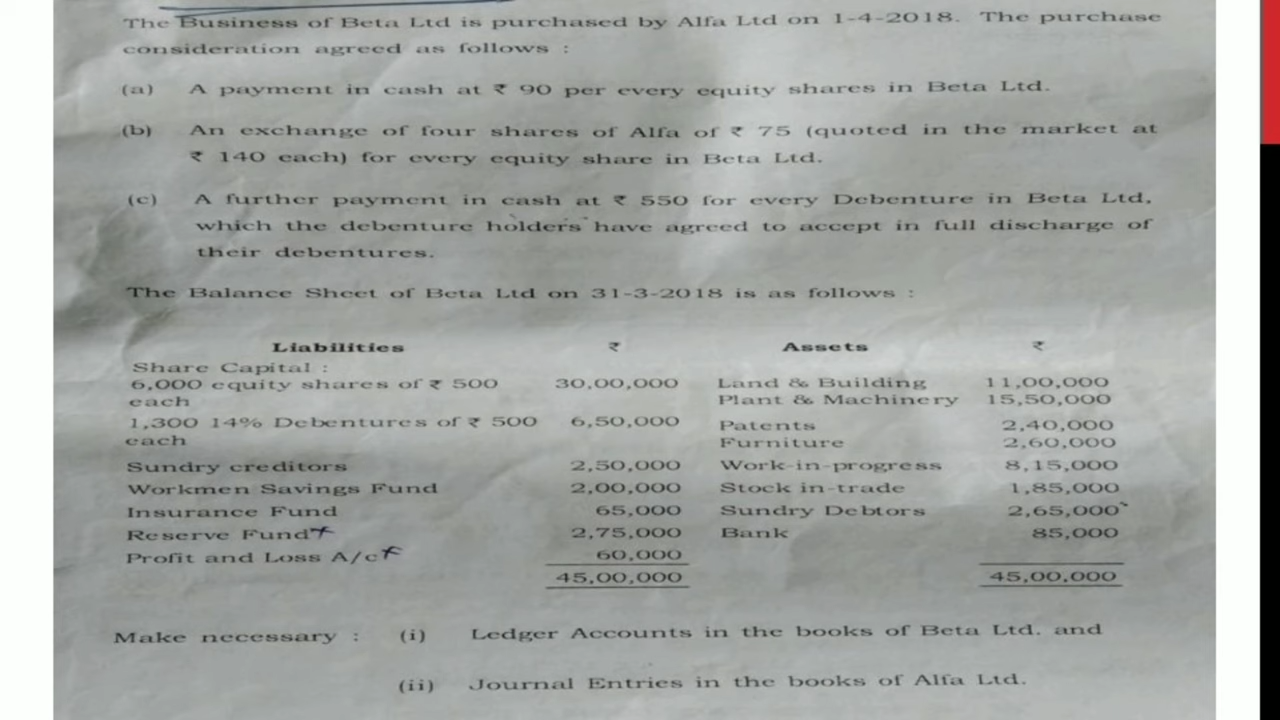 The Business of Beta Ltd is purchased by Alfa Ltd on 1-4-2018. The purchase
consideration agreed as follows :
(a) A payment in cash at ₹ 90 per every equity shares in Beta Ltd.
(b) An exchange of four shares of Alfa of ₹ 75 (quoted in the market at
₹ 140 each) for every equity share in Beta Ltd.
(c) A further payment in cash at ₹ 550 for every Debenture in Beta Ltd,
which the debenture holders have agreed to accept in full discharge of
their debentures.
The Balance Sheet of Beta Ltd on 31-3-2018 is as follows :
Liabilities ₹ Assets ₹
Share Capital :
6,000 equity shares of ₹ 500 30,00,000 Land & Building 11,00,000
each Plant & Machinery 15,50,000
1,300 14% Debentures of ₹ 500 6,50,000 Patents 2,40,000
each Furniture 2,60,000
Sundry creditors 2,50,000 Work-in-progress 8,15,000
Workmen Savings Fund 2,00,000 Stock in-trade 1,85,000
Insurance Fund 65,000 Sundry Debtors 2,65,000
Reserve Fund 2,75,000 Bank 85,000
Profit and Loss A/c 60,000
45,00,000 45,00,000
Make necessary : (i) Ledger Accounts in the books of Beta Ltd. and
(ii) Journal Entries in the books of Alfa Ltd.